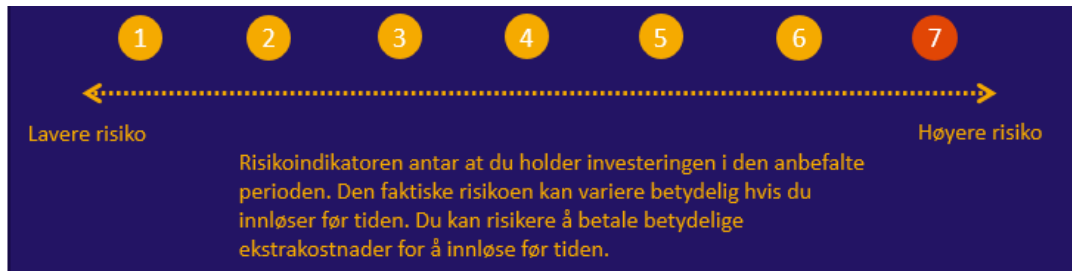 1 2 3 4 5 6 7
Lavere risiko
Høyere risiko
Risikoindikatoren antar at du holder investeringen i den anbefalte
perioden. Den faktiske risikoen kan variere betydelig hvis du
innløser før tiden. Du kan risikere å betale betydelige
ekstrakostnader for å innløse før tiden.